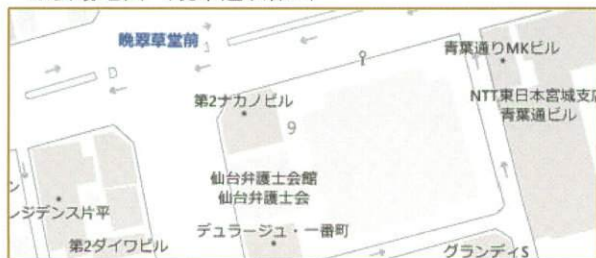 晩翠草堂前
青葉通りMKビル
第2ナカノビル
NTT東日本宮城支店
青葉通ビル
9
仙台弁護士会館
仙台弁護士会
レジデンス片平
デュラージュ・一番町
第2ダイワビル
グランディS